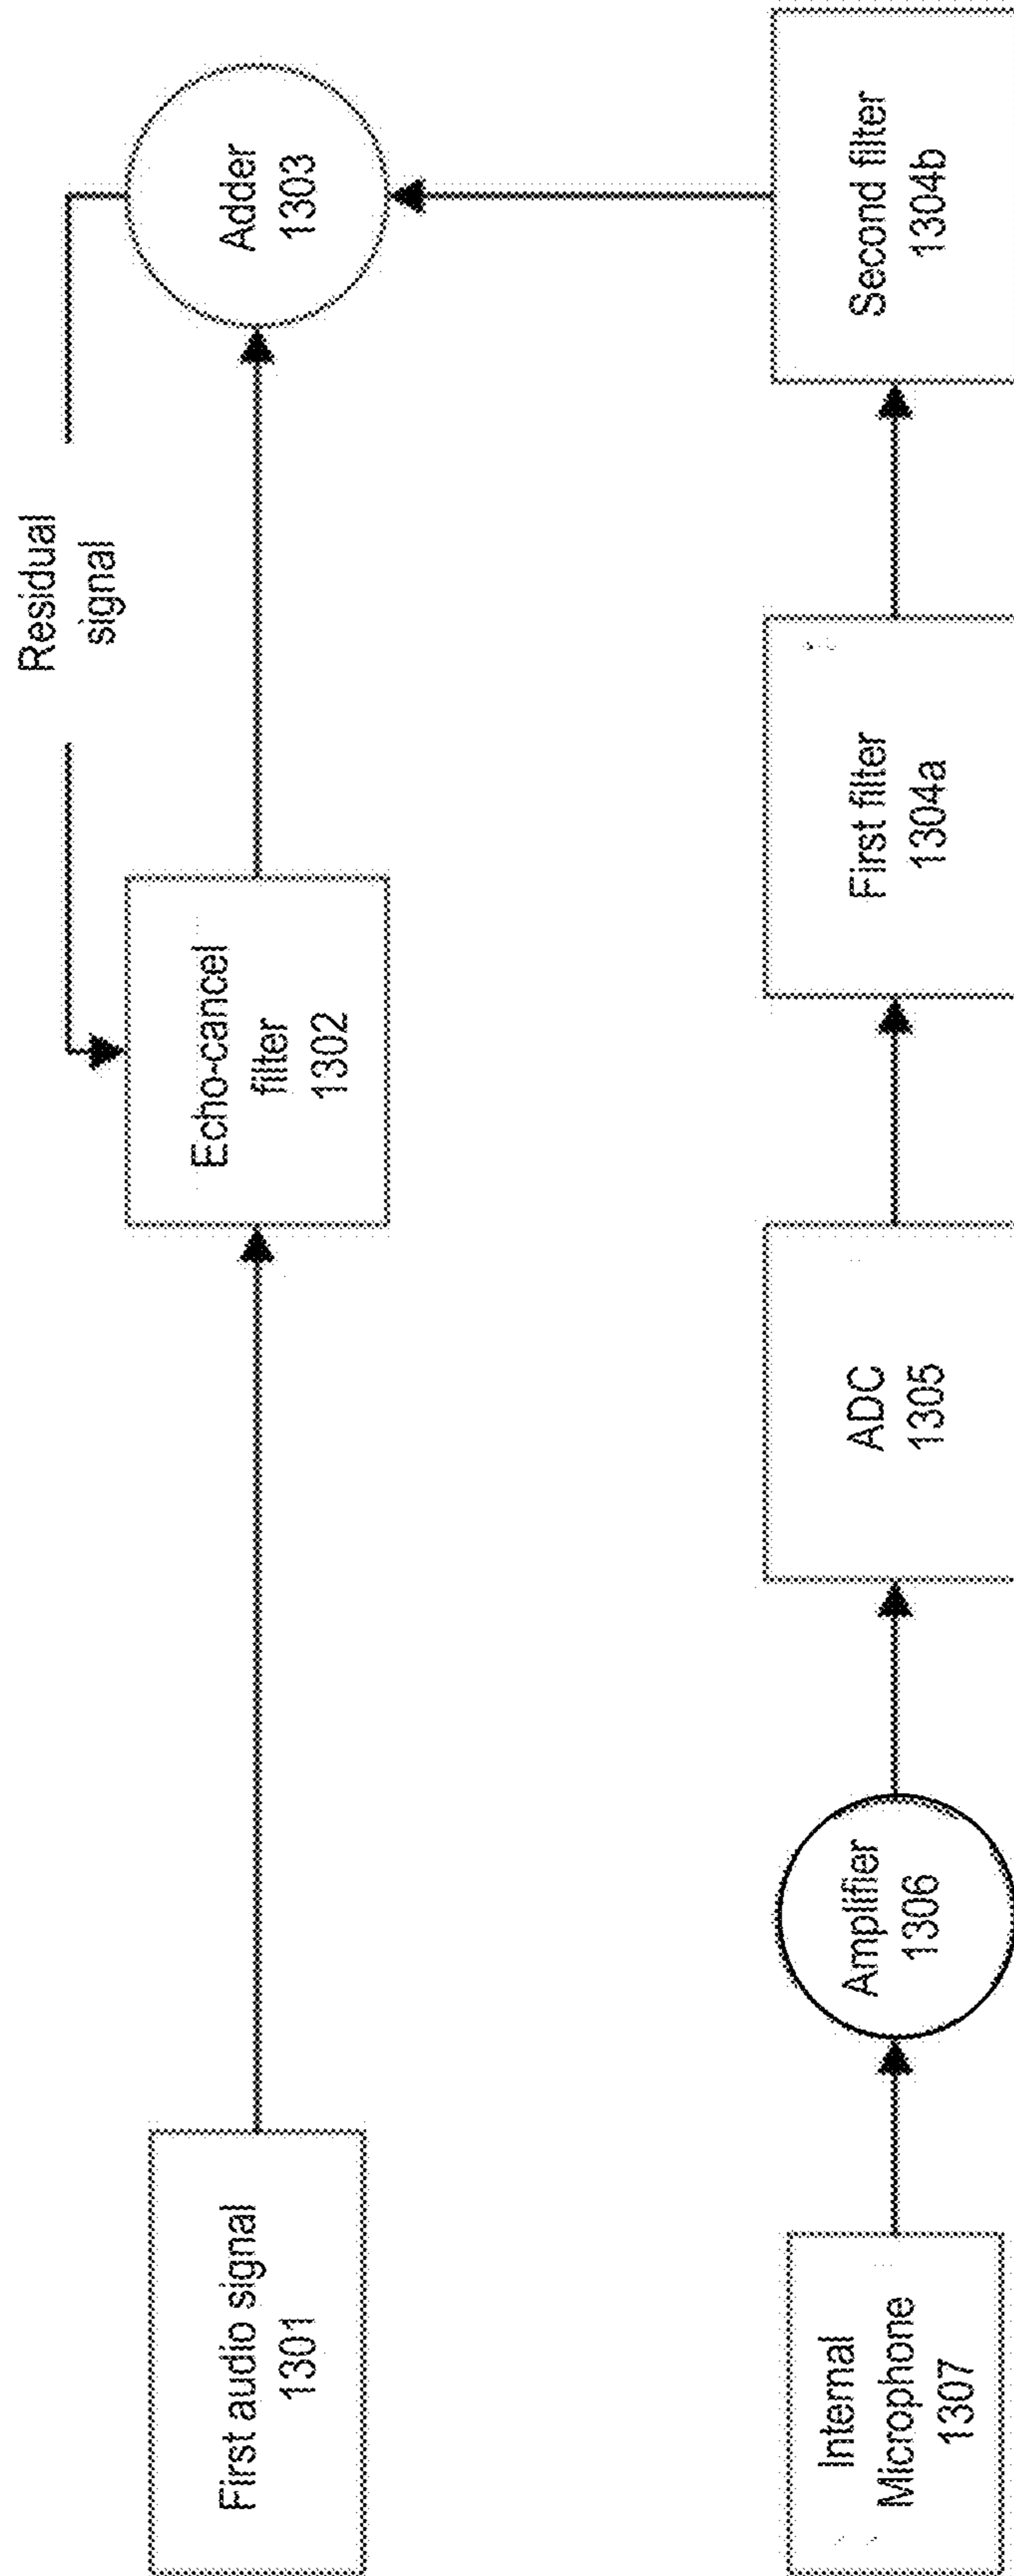 Residual
signal
First audio signal
1301
Echo-cancel
filter
1302
Adder
1303
Internal
Microphone
1307
Amplifier
1306
ADC
1305
First filter
1304a
Second filter
1304b